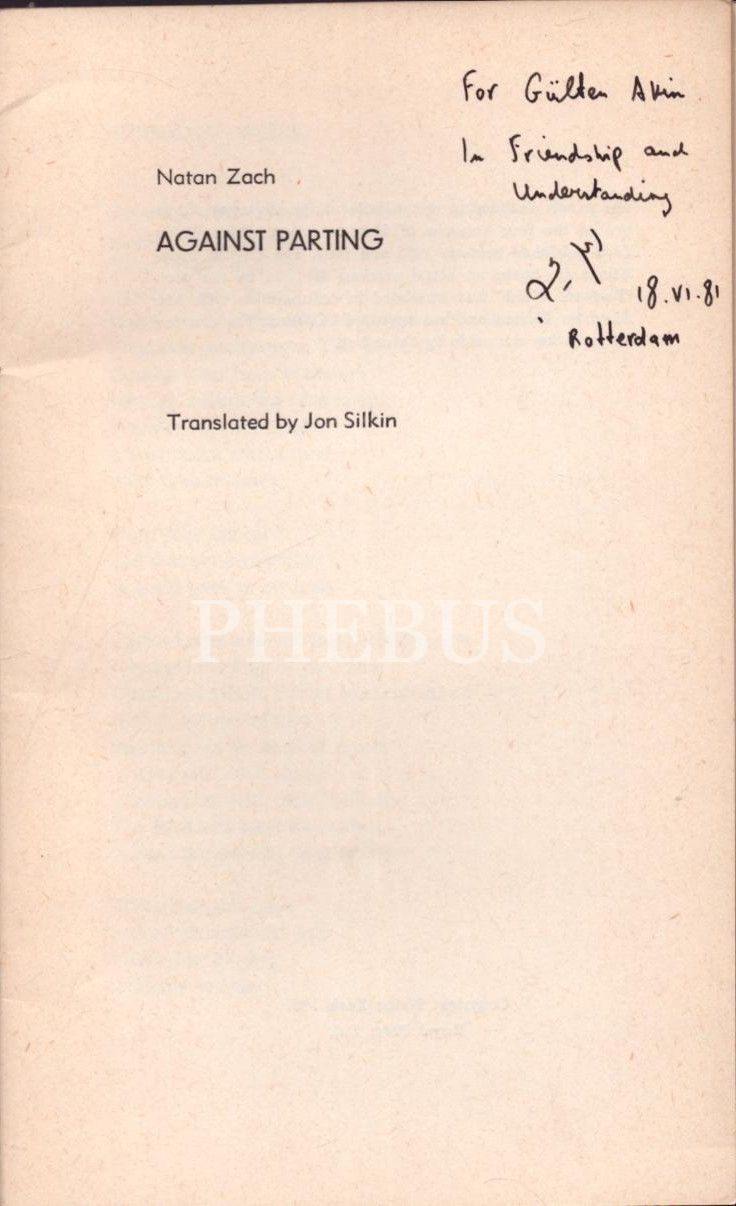 For Gülten Akin
In Friendship and
Understanding
18.VI.81
Rotterdam
Natan Zach
AGAINST PARTING
Translated by Jon Silkin
PHEBUS